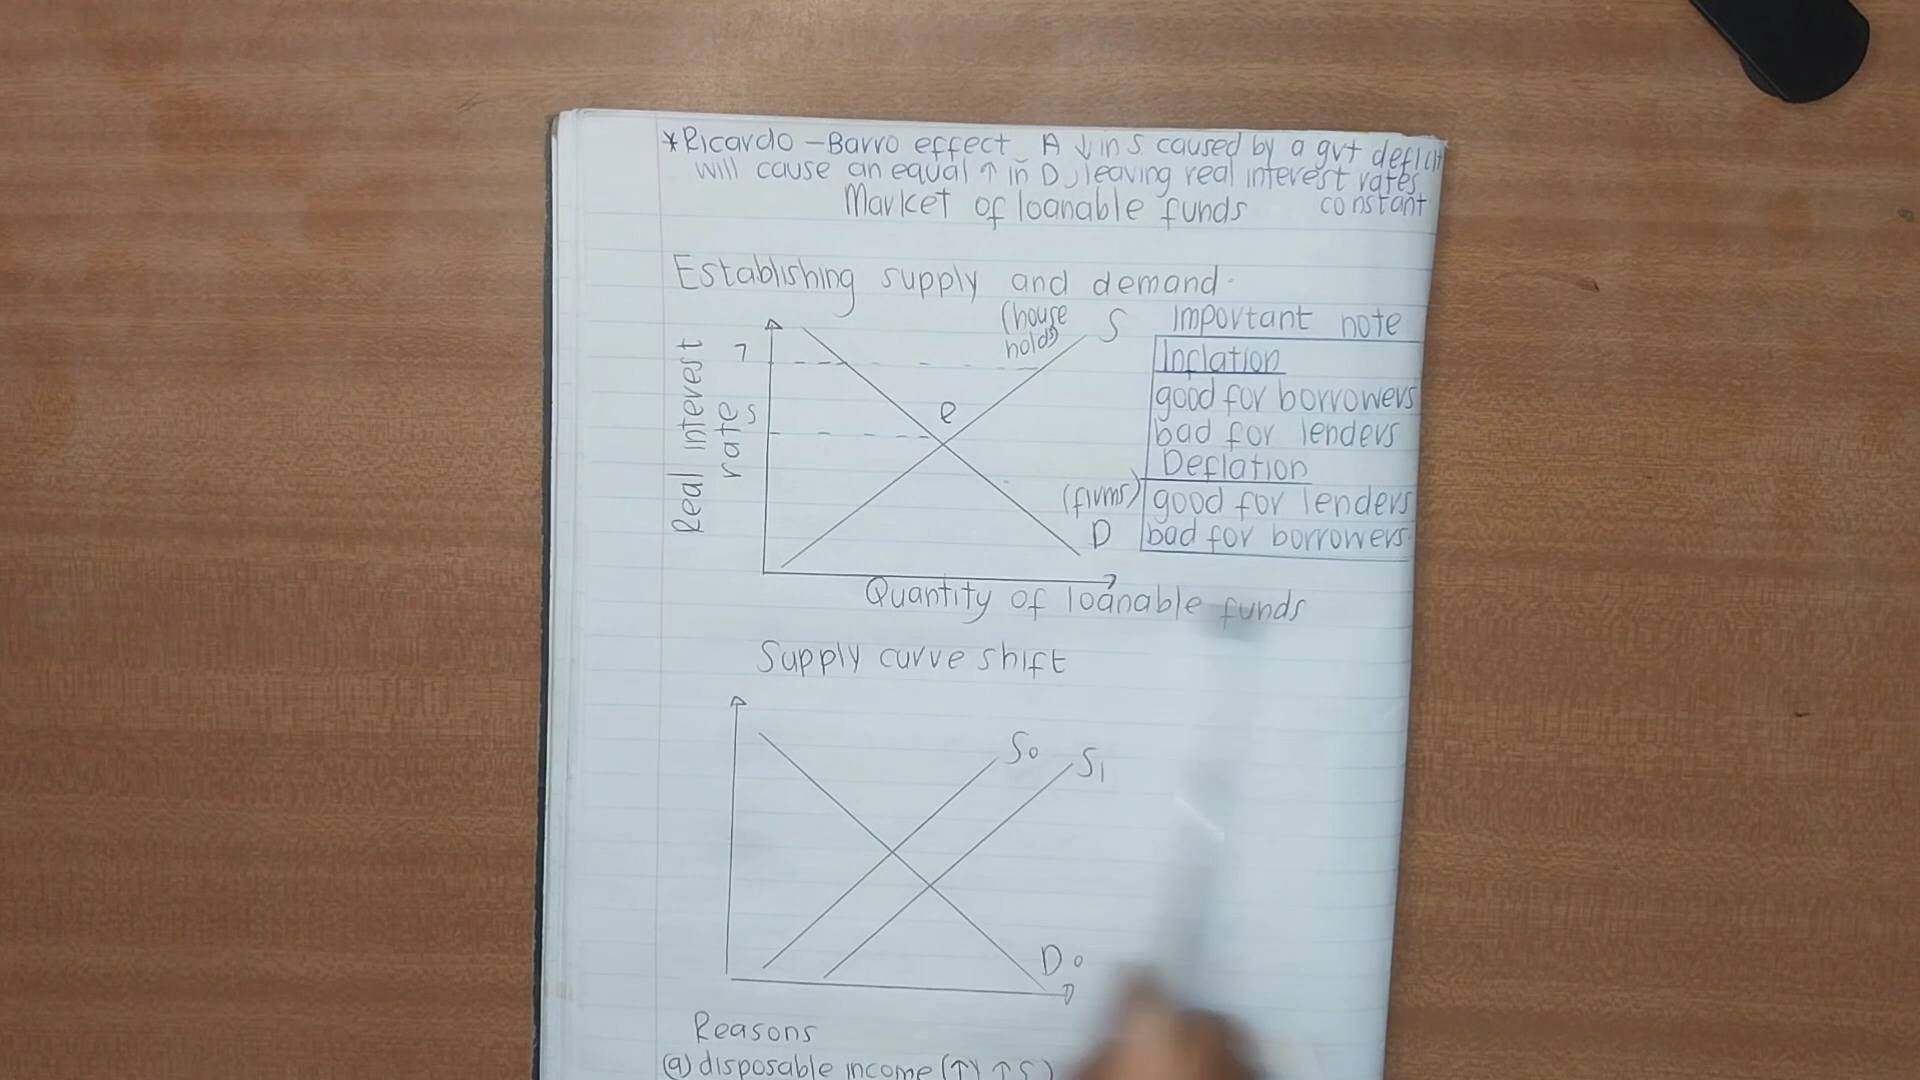 *Ricardo - Barro effect _ A ↓ in S caused by a gvt deficit
will cause an equal ↑ in D, leaving real interest rates
constant
Market of loanable funds
Establishing supply and demand.
Real interest
rate
7
5
(house
holds)
S
e
(firms)
D
Quantity of loanable funds
Important note
Inflation
good for borrowers
bad for lenders
Deflation
good for lenders
bad for borrowers.
Supply curve shift
S0
S1
D0
Reasons
(a) disposable income (↑) ↑ S)